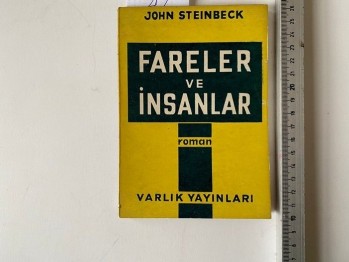 JOHN STEINBECK
FARELER
VE
İNSANLAR
roman
VARLIK YAYINLARI